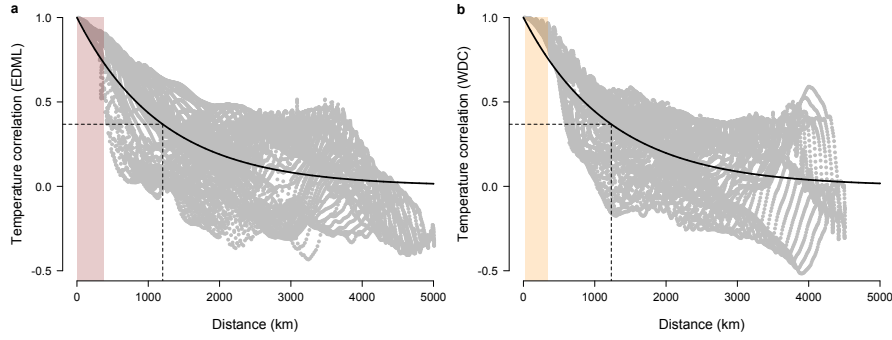 a
Temperature correlation (EDML)
1.0
0.5
0.0
-0.5
0 1000 2000 3000 4000 5000
Distance (km)
b
Temperature correlation (WDC)
1.0
0.5
0.0
-0.5
0 1000 2000 3000 4000 5000
Distance (km)